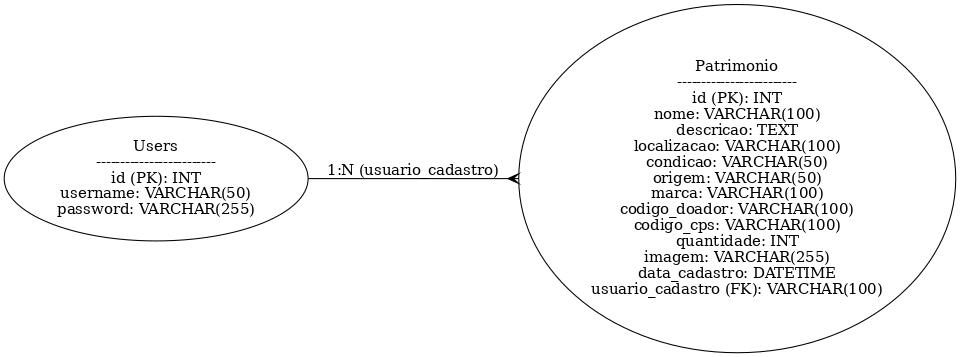 Users
-------------------------
id (PK): INT
username: VARCHAR(50)
password: VARCHAR(255)
1:N (usuario_cadastro)
Patrimonio
-------------------------
id (PK): INT
nome: VARCHAR(100)
descricao: TEXT
localizacao: VARCHAR(100)
condicao: VARCHAR(50)
origem: VARCHAR(50)
marca: VARCHAR(100)
codigo_doador: VARCHAR(100)
codigo_cps: VARCHAR(100)
quantidade: INT
imagem: VARCHAR(255)
data_cadastro: DATETIME
usuario_cadastro (FK): VARCHAR(100)